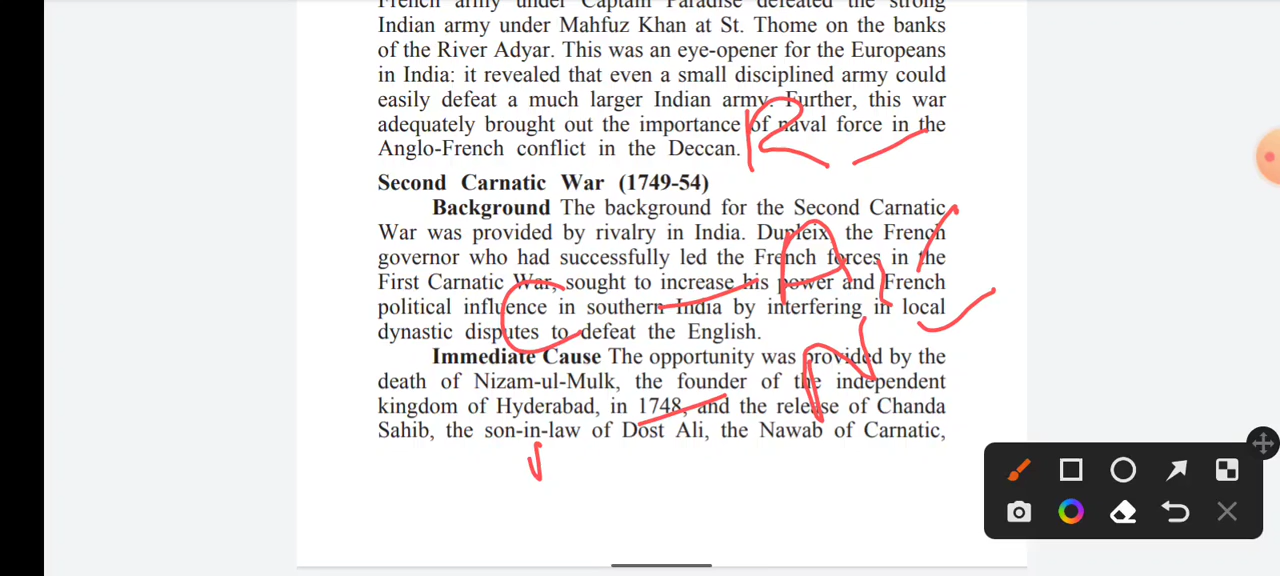 French army under Captain Paradise defeated the strong
Indian army under Mahfuz Khan at St. Thome on the banks
of the River Adyar. This was an eye-opener for the Europeans
in India: it revealed that even a small disciplined army could
easily defeat a much larger Indian army. Further, this war
adequately brought out the importance of naval force in the
Anglo-French conflict in the Deccan.
R
Second Carnatic War (1749-54)
Background The background for the Second Carnatic
War was provided by rivalry in India. Dupleix, the French
governor who had successfully led the French forces in the
First Carnatic War, sought to increase his power and French
political influence in southern India by interfering in local
dynastic disputes to defeat the English.
C A C
Immediate Cause The opportunity was provided by the
death of Nizam-ul-Mulk, the founder of the independent
kingdom of Hyderabad, in 1748, and the release of Chanda
Sahib, the son-in-law of Dost Ali, the Nawab of Carnatic,
N